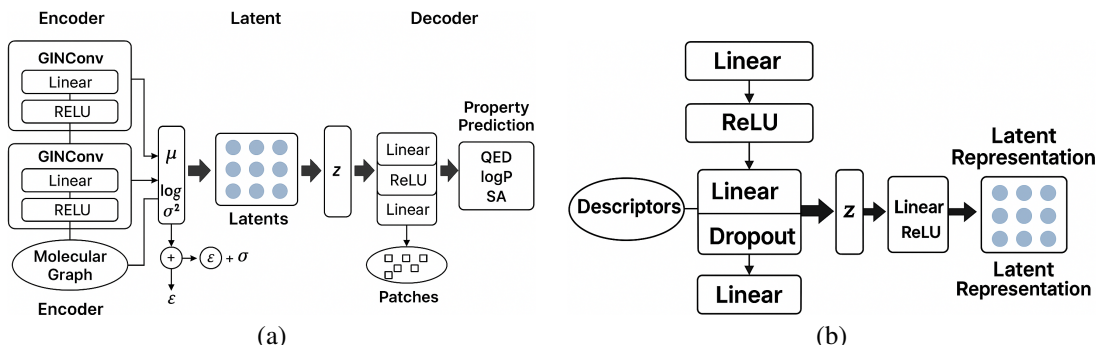 Encoder
Latent
Decoder
GINConv
Linear
RELU
GINConv
Linear
RELU
Molecular
Graph
Encoder
μ
log
σ²
+
ε
+ σ
ε
Latents
z
Linear
ReLU
Linear
Patches
Property
Prediction
QED
logP
SA
(a)
Linear
ReLU
Descriptors
Linear
Dropout
Linear
z
Linear
ReLU
Latent
Representation
Latent
Representation
(b)